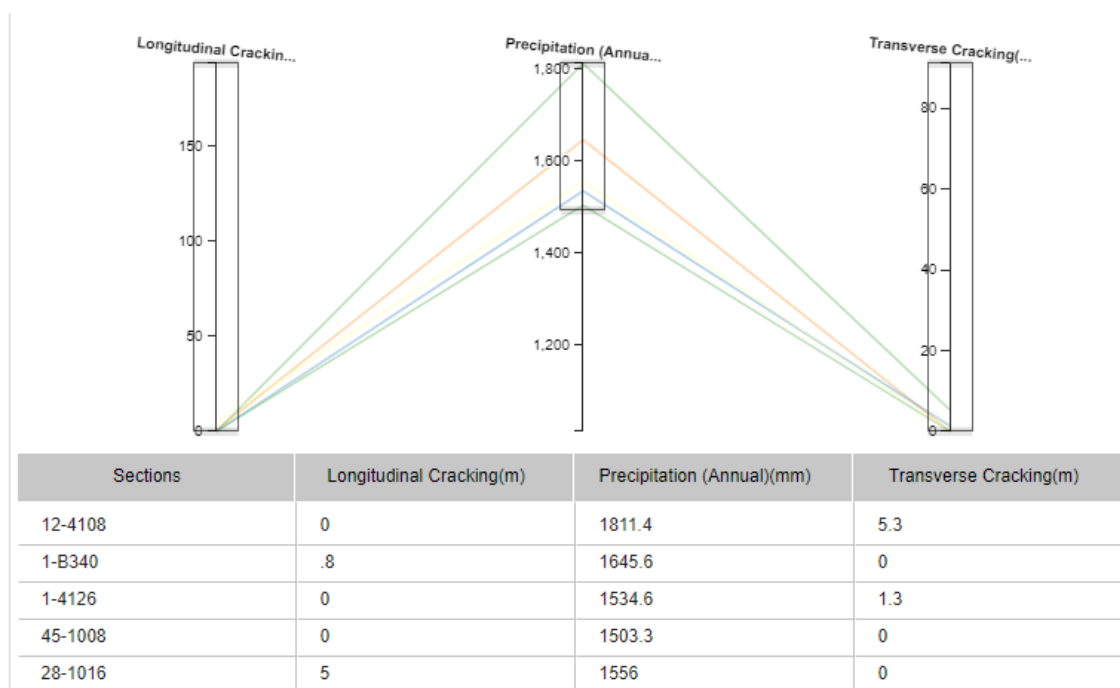 Longitudinal Crackin...
Precipitation (Annua...
Transverse Cracking(...
150
100
50
0
1,800
1,600
1,400
1,200
80
60
40
20
0
Sections Longitudinal Cracking(m) Precipitation (Annual)(mm) Transverse Cracking(m)
12-4108 0 1811.4 5.3
1-B340 .8 1645.6 0
1-4126 0 1534.6 1.3
45-1008 0 1503.3 0
28-1016 5 1556 0